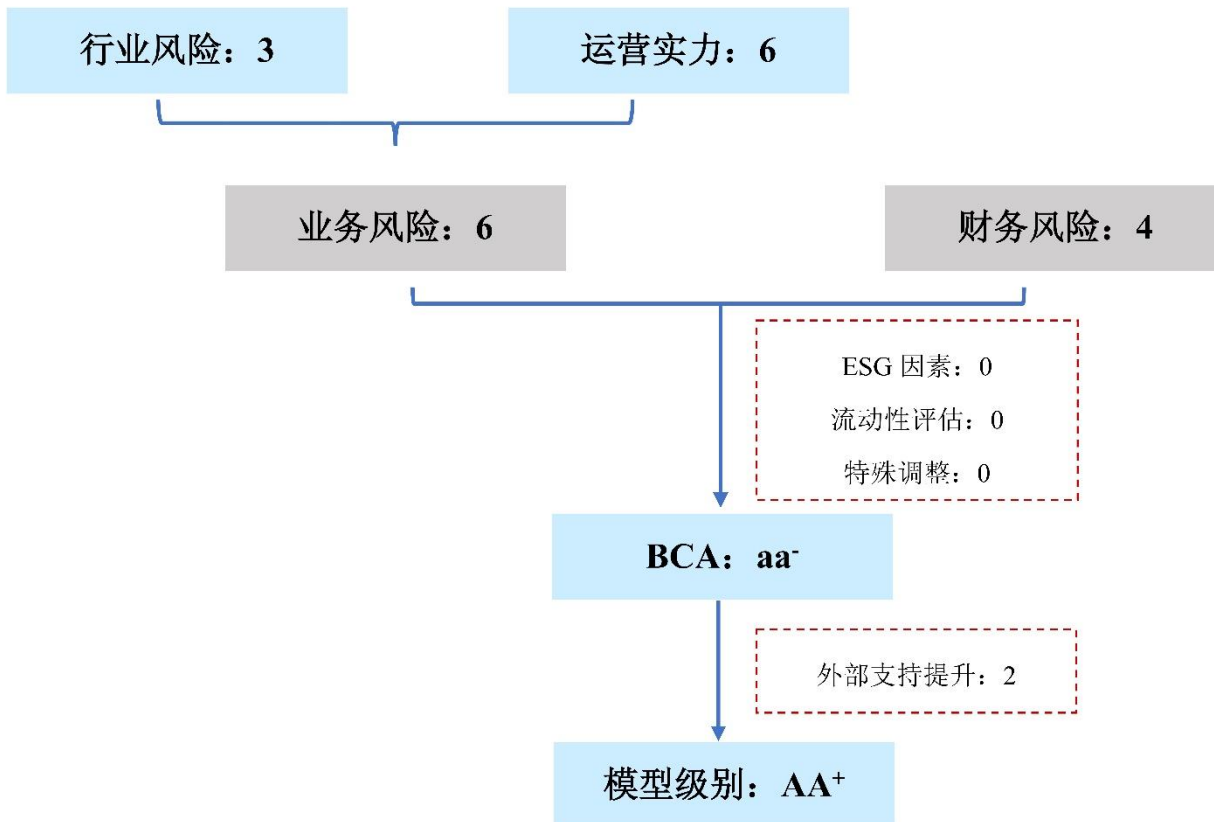 行业风险：3
运营实力：6
业务风险：6
财务风险：4
ESG 因素：0
流动性评估：0
特殊调整：0
BCA：aa⁻
外部支持提升：2
模型级别：AA⁺